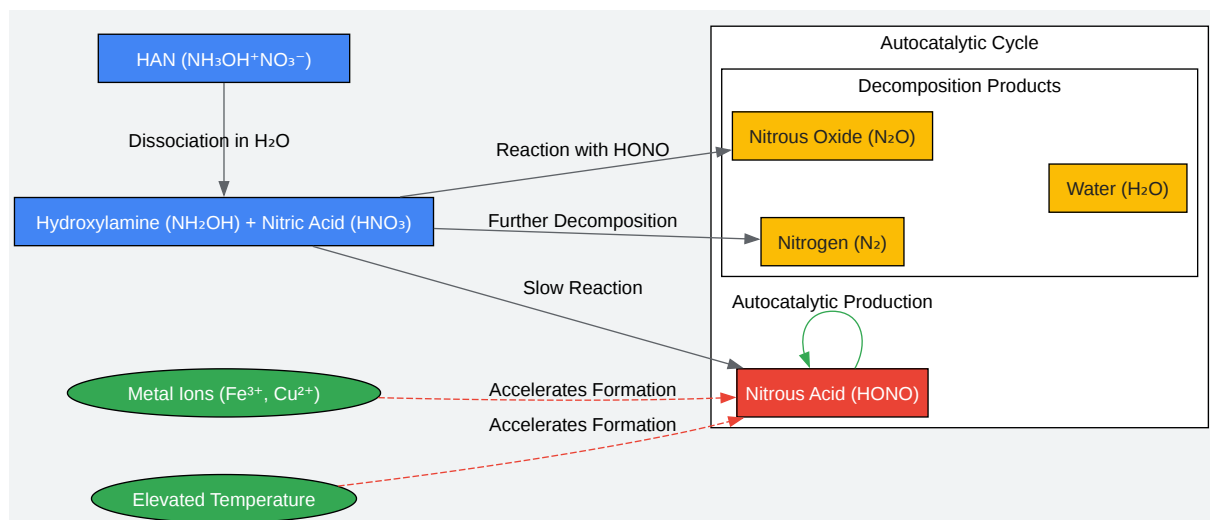 HAN (NH₃OH⁺NO₃⁻)
Autocatalytic Cycle
Decomposition Products
Dissociation in H₂O
Nitrous Oxide (N₂O)
Reaction with HONO
Water (H₂O)
Hydroxylamine (NH₂OH) + Nitric Acid (HNO₃)
Further Decomposition
Nitrogen (N₂)
Slow Reaction
Autocatalytic Production
Metal Ions (Fe³⁺, Cu²⁺)
Accelerates Formation
Nitrous Acid (HONO)
Accelerates Formation
Elevated Temperature